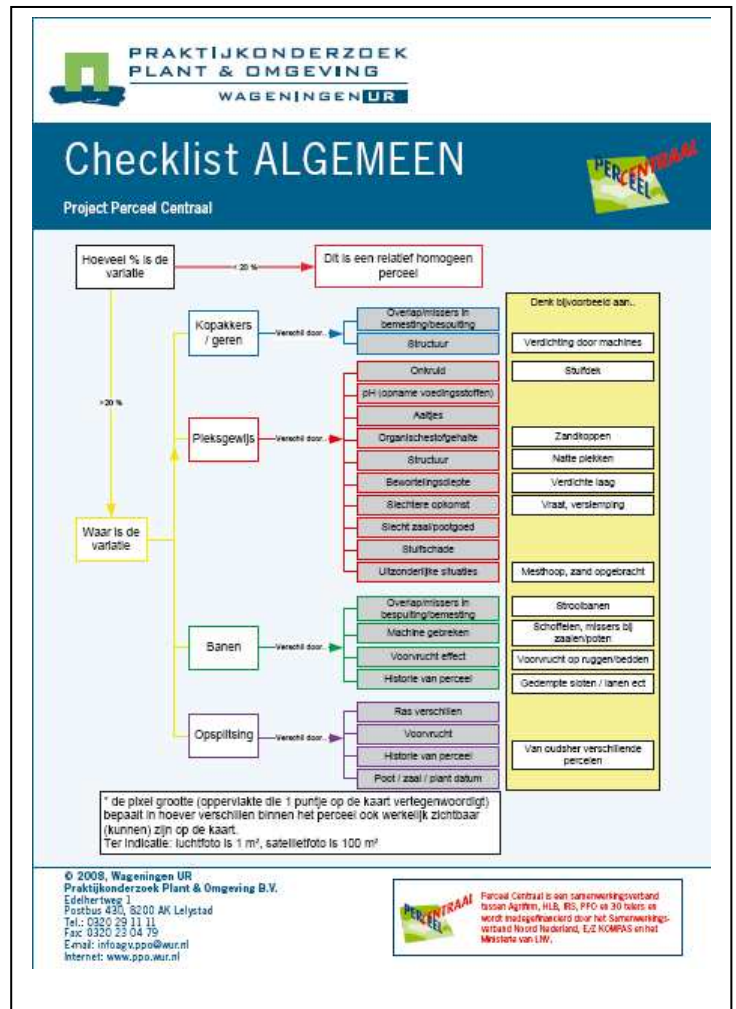 PRAKTIJKONDERZOEK
PLANT & OMGEVING
WAGENINGEN UR
Checklist ALGEMEEN
Project Perceel Centraal
PERCEEL
CENTRAAL
Hoeveel % is de
variatie
< 20 %
Dit is een relatief homogeen
perceel
>20 %
Waar is de
variatie
Denk bijvoorbeeld aan..
Kopakkers
/ geren
Verschil door..
Overlap/missers in
bemesting/bespuiting
Structuur
Verdichting door machines
Pleksgewijs
Verschil door..
Onkruid
Stuifdek
pH (opname voedingsstoffen)
Aaltjes
Organischestofgehalte
Zandkoppen
Structuur
Natte plekken
Bewortelingsdiepte
Verdichte laag
Slechtere opkomst
Vraat, verslemping
Slecht zaai/pootgoed
Stuifschade
Uitzonderlijke situaties
Mesthoop, zand opgebracht
Banen
Verschil door..
Overlap/missers in
bespuiting/bemesting
Strooibanen
Machine gebreken
Schoffelen, missers bij
zaaien/poten
Voorvrucht effect
Voorvrucht op ruggen/bedden
Historie van perceel
Gedempte sloten / lanen ect
Opsplitsing
Verschil door..
Ras verschillen
Voorvrucht
Historie van perceel
Van oudsher verschillende
percelen
Poot / zaai / plant datum
* de pixel grootte (oppervlakte die 1 puntje op de kaart vertegenwoordigt)
bepaalt in hoever verschillen binnen het perceel ook werkelijk zichtbaar
(kunnen) zijn op de kaart.
Ter indicatie: luchtfoto is 1 m², satellietfoto is 100 m²
© 2008, Wageningen UR
Praktijkonderzoek Plant & Omgeving B.V.
Edelhertweg 1
Postbus 430, 8200 AK Lelystad
Tel.: 0320 29 11 11
Fax: 0320 23 04 79
E-mail: infoagv.ppo@wur.nl
Internet: www.ppo.wur.nl
PERCEEL
CENTRAAL
Perceel Centraal is een samenwerkingsverband
tussen Agrifirm, HLB, IRS, PPO en 30 telers en
wordt medegefinancierd door het Samenwerkings-
verband Noord Nederland, EZ KOMPAS en het
Ministerie van LNV.